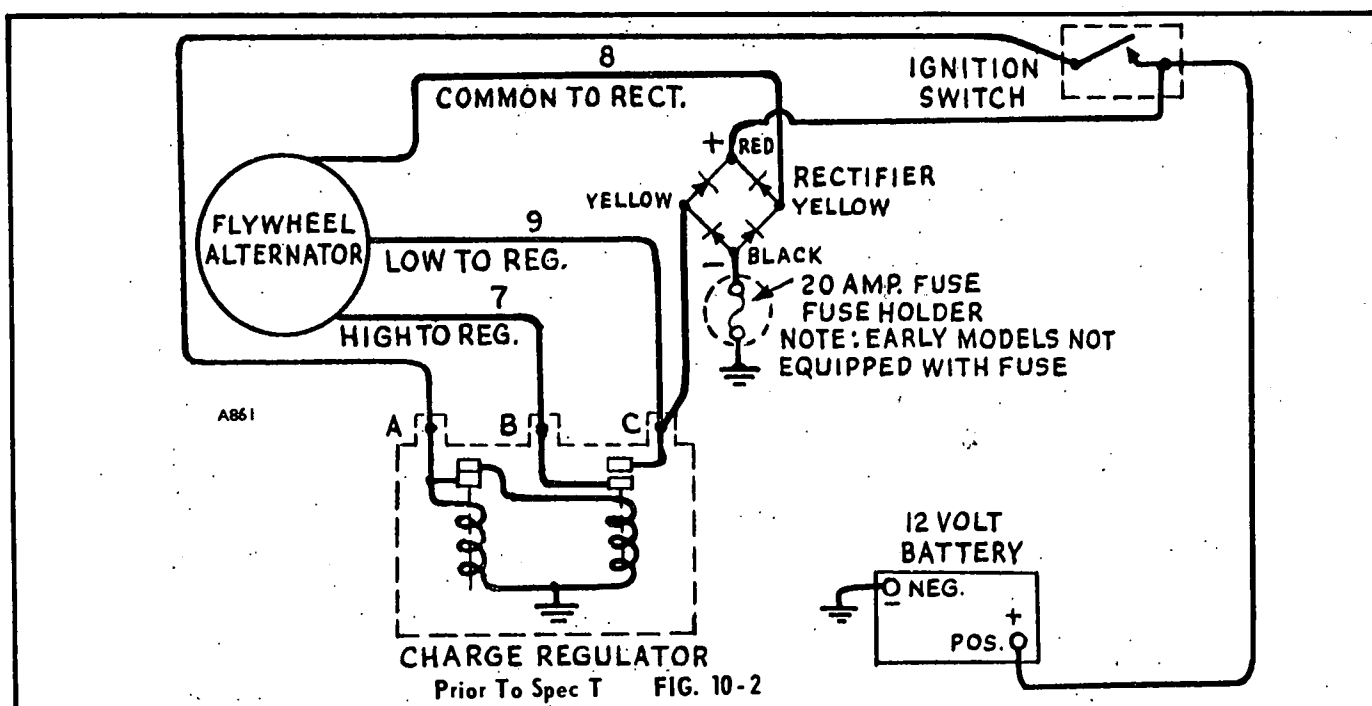 8
COMMON TO RECT.
IGNITION
SWITCH
+
RED
RECTIFIER
YELLOW
YELLOW
FLYWHEEL
ALTERNATOR
9
LOW TO REG.
–
BLACK
20 AMP. FUSE
FUSE HOLDER
NOTE: EARLY MODELS NOT
EQUIPPED WITH FUSE
7
HIGH TO REG.
A861
A
B
C
12 VOLT
BATTERY
NEG.
–
+
POS.
CHARGE REGULATOR
Prior To Spec T FIG. 10-2